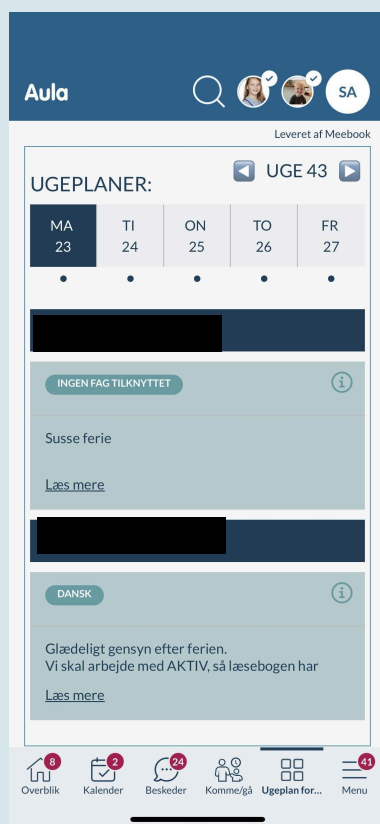 Aula
SA
Leveret af Meebook
UGEPLANER:
UGE 43
MA TI ON TO FR
23 24 25 26 27
INGEN FAG TILKNYTTET
Susse ferie
Læs mere
DANSK
Glædeligt gensyn efter ferien.
Vi skal arbejde med AKTIV, så læsebogen har
Læs mere
8 2 24 41
Overblik Kalender Beskeder Komme/gå Ugeplan for... Menu